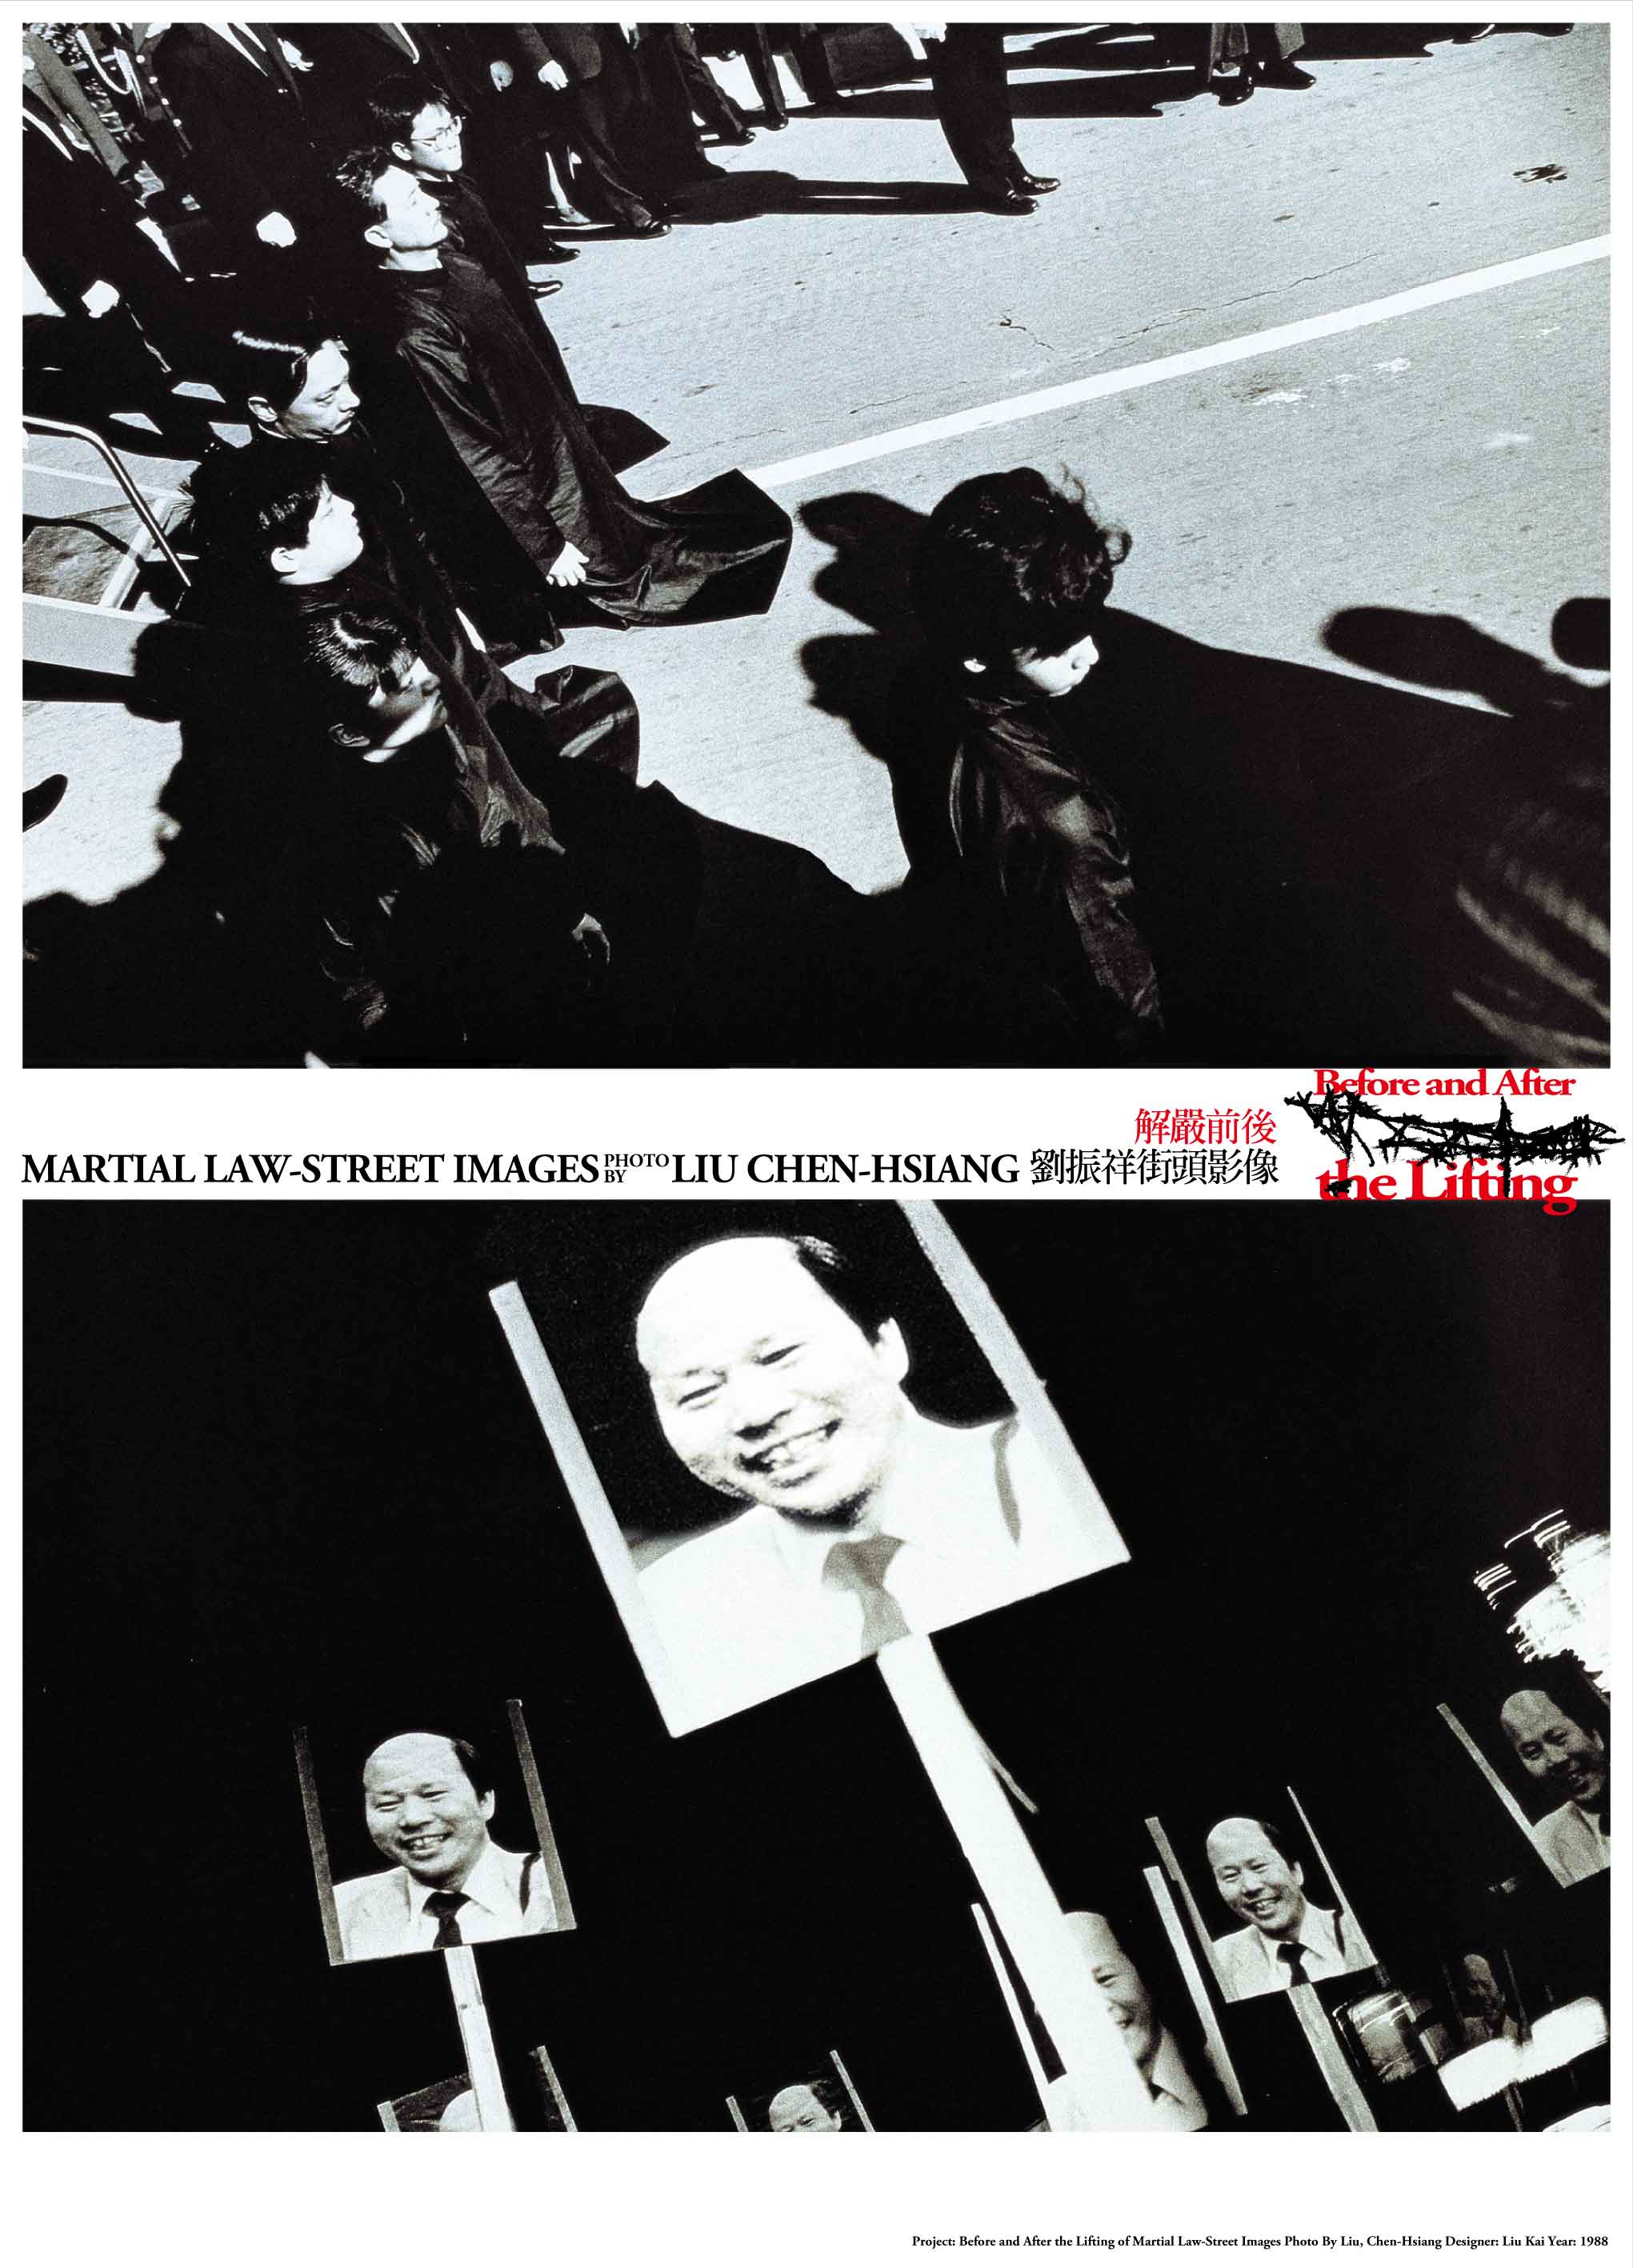 Before and After
解嚴前後
MARTIAL LAW-STREET IMAGES PHOTO BY LIU CHEN-HSIANG 劉振祥街頭影像
the Lifting
Project: Before and After the Lifting of Martial Law-Street Images Photo By Liu, Chen-Hsiang Designer: Liu Kai Year: 1988